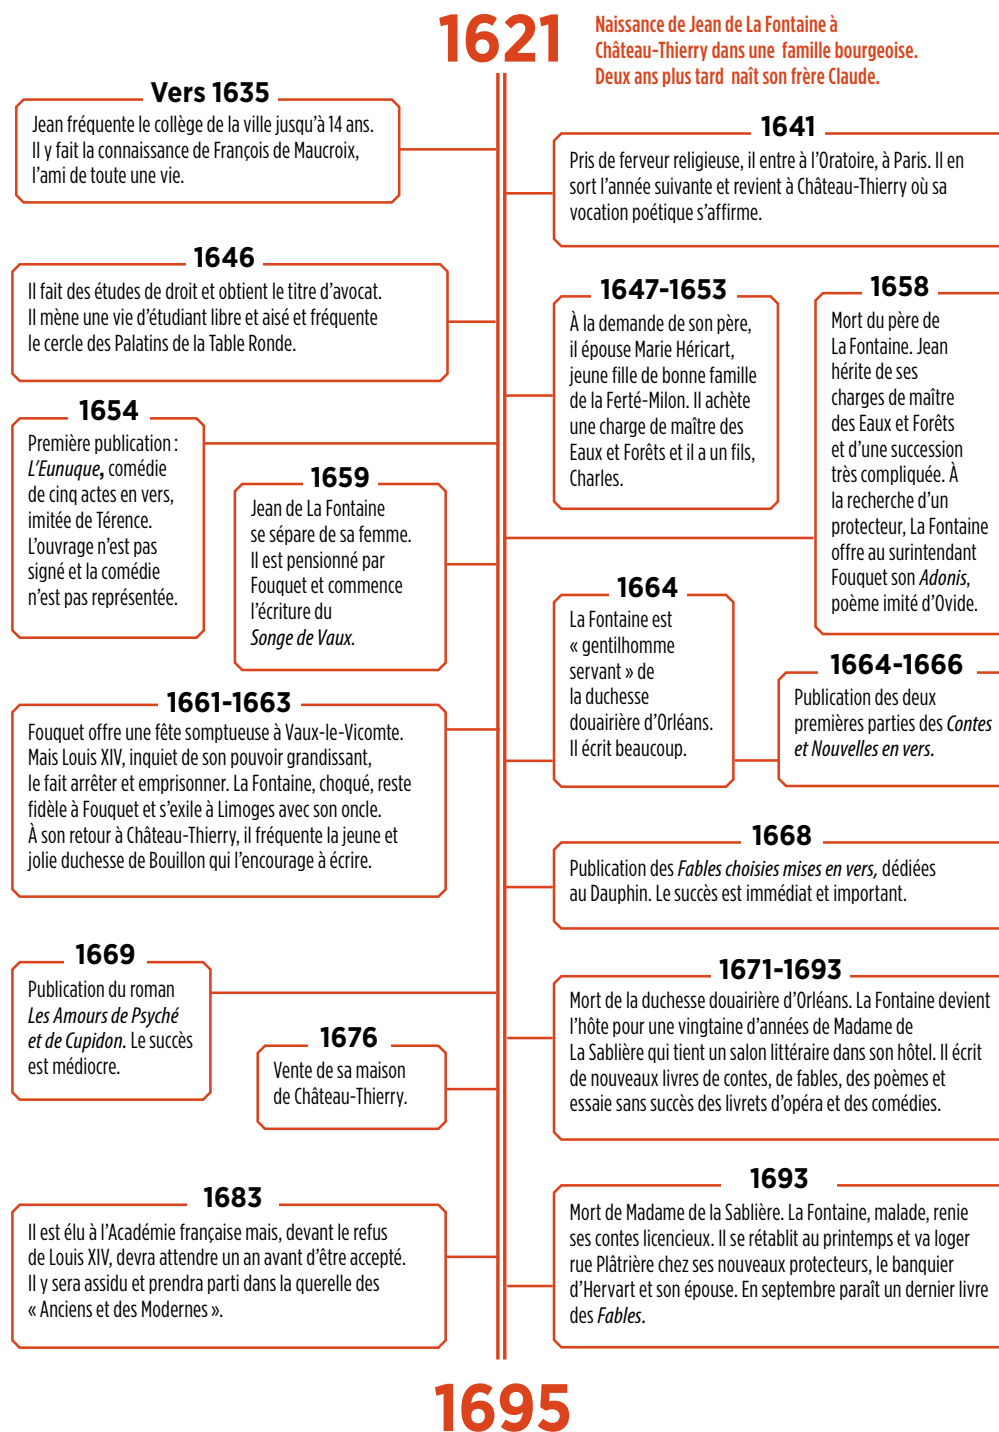 1621
Naissance de Jean de La Fontaine à
Château-Thierry dans une famille bourgeoise.
Deux ans plus tard naît son frère Claude.
Vers 1635
Jean fréquente le collège de la ville jusqu'à 14 ans.
Il y fait la connaissance de François de Maucroix,
l'ami de toute une vie.
1641
Pris de ferveur religieuse, il entre à l'Oratoire, à Paris. Il en
sort l'année suivante et revient à Château-Thierry où sa
vocation poétique s'affirme.
1646
Il fait des études de droit et obtient le titre d'avocat.
Il mène une vie d'étudiant libre et aisé et fréquente
le cercle des Palatins de la Table Ronde.
1647-1653
À la demande de son père,
il épouse Marie Héricart,
jeune fille de bonne famille
de la Ferté-Milon. Il achète
une charge de maître des
Eaux et Forêts et il a un fils,
Charles.
1654
Première publication :
L'Eunuque, comédie
de cinq actes en vers,
imitée de Térence.
L'ouvrage n'est pas
signé et la comédie
n'est pas représentée.
1658
Mort du père de
La Fontaine. Jean
hérite de ses
charges de maître
des Eaux et Forêts
et d'une succession
très compliquée. À
la recherche d'un
protecteur, La Fontaine
offre au surintendant
Fouquet son Adonis,
poème imité d'Ovide.
1659
Jean de La Fontaine
se sépare de sa femme.
Il est pensionné par
Fouquet et commence
l'écriture du
Songe de Vaux.
1661-1663
Fouquet offre une fête somptueuse à Vaux-le-Vicomte.
Mais Louis XIV, inquiet de son pouvoir grandissant,
le fait arrêter et emprisonner. La Fontaine, choqué, reste
fidèle à Fouquet et s'exile à Limoges avec son oncle.
À son retour à Château-Thierry, il fréquente la jeune et
jolie duchesse de Bouillon qui l'encourage à écrire.
1664
La Fontaine est
« gentilhomme
servant » de
la duchesse
douairière d'Orléans.
Il écrit beaucoup.
1664-1666
Publication des deux
premières parties des Contes
et Nouvelles en vers.
1668
Publication des Fables choisies mises en vers, dédiées
au Dauphin. Le succès est immédiat et important.
1669
Publication du roman
Les Amours de Psyché
et de Cupidon. Le succès
est médiocre.
1671-1693
Mort de la duchesse douairière d'Orléans. La Fontaine devient
l'hôte pour une vingtaine d'années de Madame de
La Sablière qui tient un salon littéraire dans son hôtel. Il écrit
de nouveaux livres de contes, de fables, des poèmes et
essaie sans succès des livrets d'opéra et des comédies.
1676
Vente de sa maison
de Château-Thierry.
1683
Il est élu à l'Académie française mais, devant le refus
de Louis XIV, devra attendre un an avant d'être accepté.
Il y sera assidu et prendra parti dans la querelle des
« Anciens et des Modernes ».
1693
Mort de Madame de la Sablière. La Fontaine, malade, renie
ses contes licencieux. Il se rétablit au printemps et va loger
rue Plâtrière chez ses nouveaux protecteurs, le banquier
d'Hervart et son épouse. En septembre paraît un dernier livre
des Fables.
1695